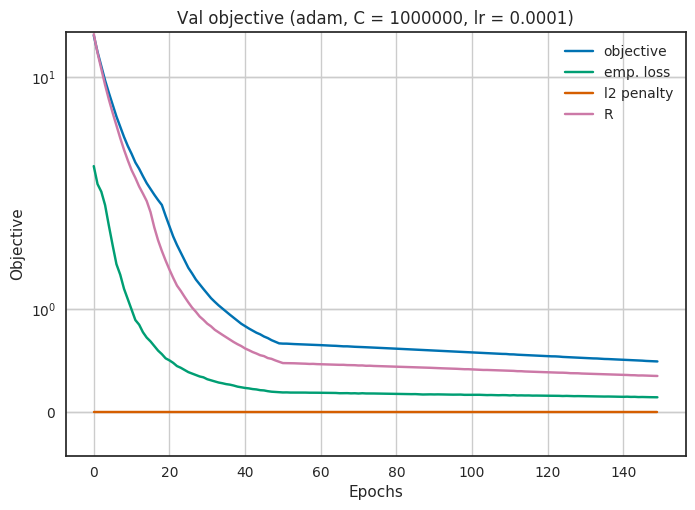 Val objective (adam, C = 1000000, lr = 0.0001)
objective
emp. loss
l2 penalty
R
Objective
10¹
10⁰
0
0 20 40 60 80 100 120 140
Epochs